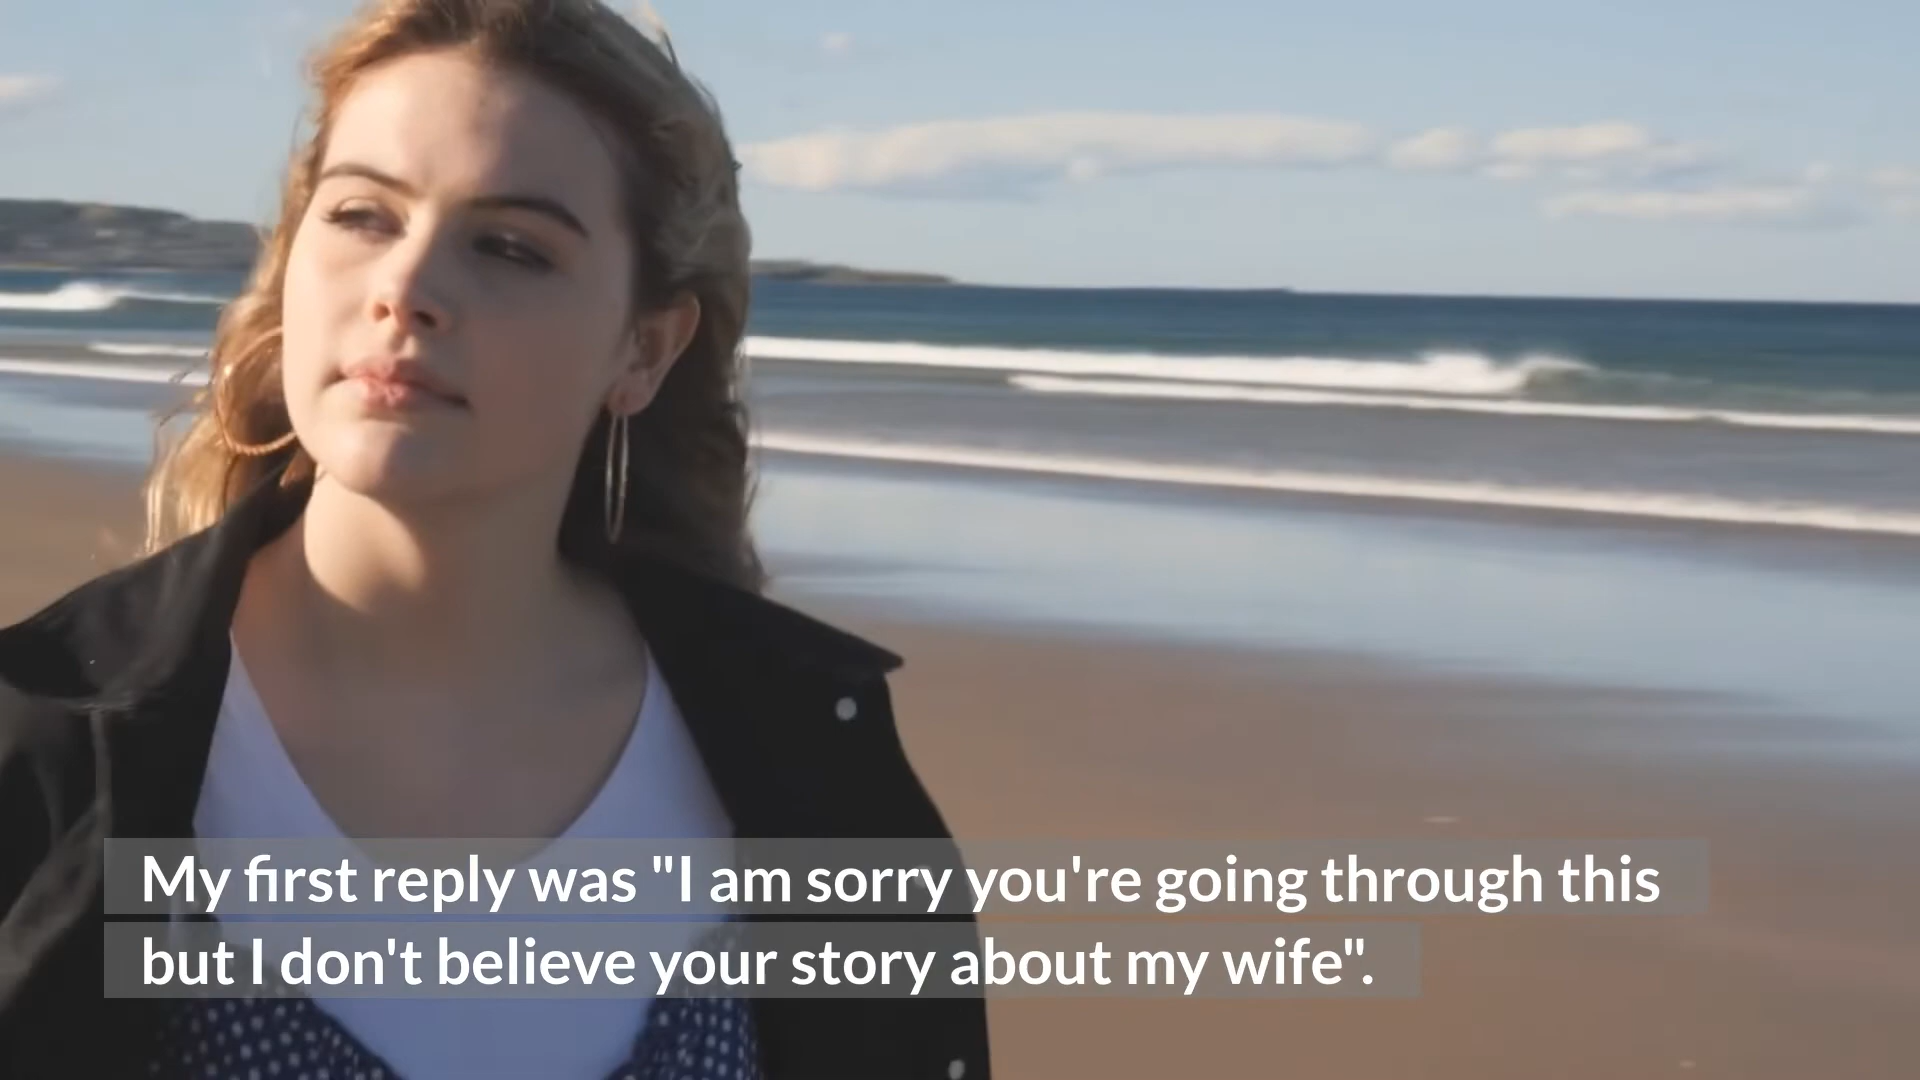 My first reply was "I am sorry you're going through this
but I don't believe your story about my wife".